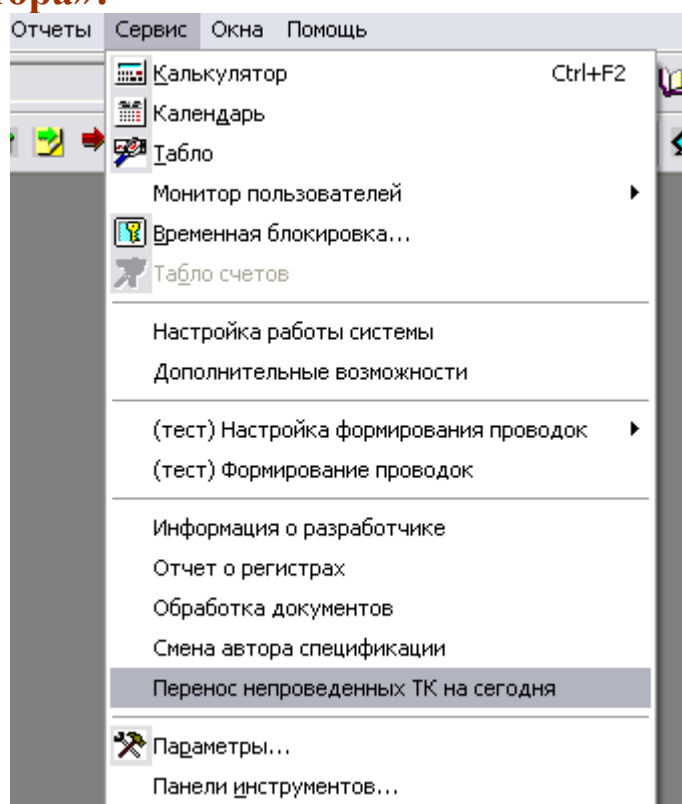 ора».
Отчеты Сервис Окна Помощь
Калькулятор Ctrl+F2
Календарь
Табло
Монитор пользователей
Временная блокировка...
Табло счетов
Настройка работы системы
Дополнительные возможности
(тест) Настройка формирования проводок
(тест) Формирование проводок
Информация о разработчике
Отчет о регистрах
Обработка документов
Смена автора спецификации
Перенос непроведенных ТК на сегодня
Параметры...
Панели инструментов...